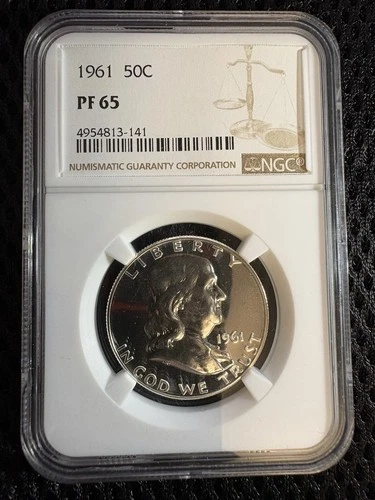 1961 50C
PF 65
4954813-141
NUMISMATIC GUARANTY CORPORATION
NGC®
LIBERTY
1961
IN GOD WE TRUST